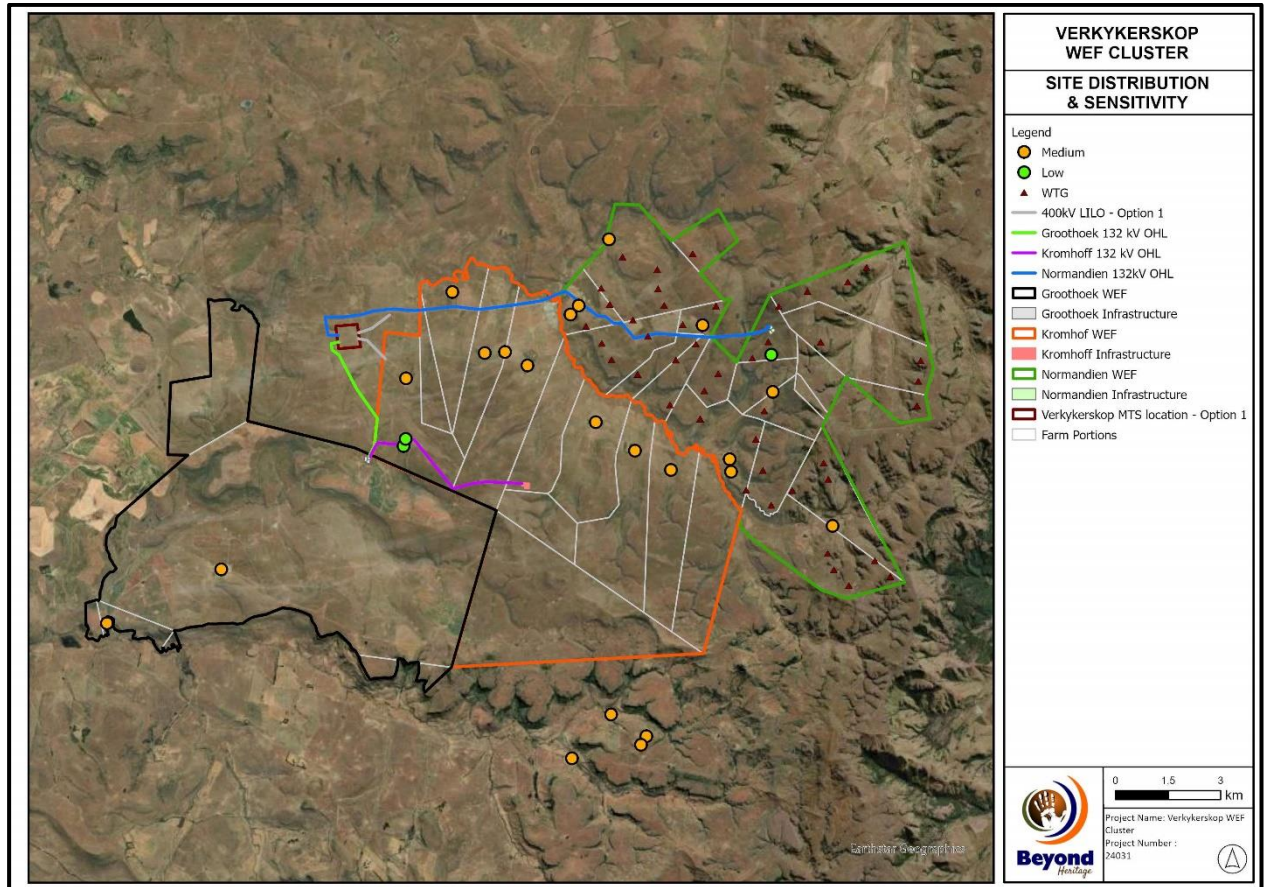 VERKYKERSKOP
WEF CLUSTER
SITE DISTRIBUTION
& SENSITIVITY
Legend
Medium
Low
WTG
400kV LILO - Option 1
Groothoek 132 kV OHL
Kromhoff 132 kV OHL
Normandien 132kV OHL
Groothoek WEF
Groothoek Infrastructure
Kromhof WEF
Kromhoff Infrastructure
Normandien WEF
Normandien Infrastructure
Verkykerskop MTS location - Option 1
Farm Portions
Earthstar Geographics
Beyond
Heritage
0 1.5 3
km
Project Name: Verkykerskop WEF
Cluster
Project Number :
24031